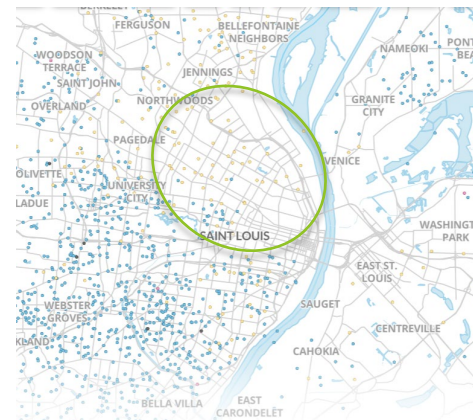 FERGUSON
BELLEFONTAINE
NEIGHBORS
NAMEOKI
WOODSON
TERRACE
SAINT JOHN
JENNINGS
OVERLAND
NORTHWOODS
GRANITE
CITY
PAGEDALE
VENICE
OLIVETTE
UNIVERSITY
CITY
LADUE
SAINT LOUIS
WASHINGT
PARK
EAST ST.
LOUIS
WEBSTER
GROVES
SAUGET
CENTREVILLE
KLAND
CAHOKIA
BELLA VILLA
EAST
CARONDELET